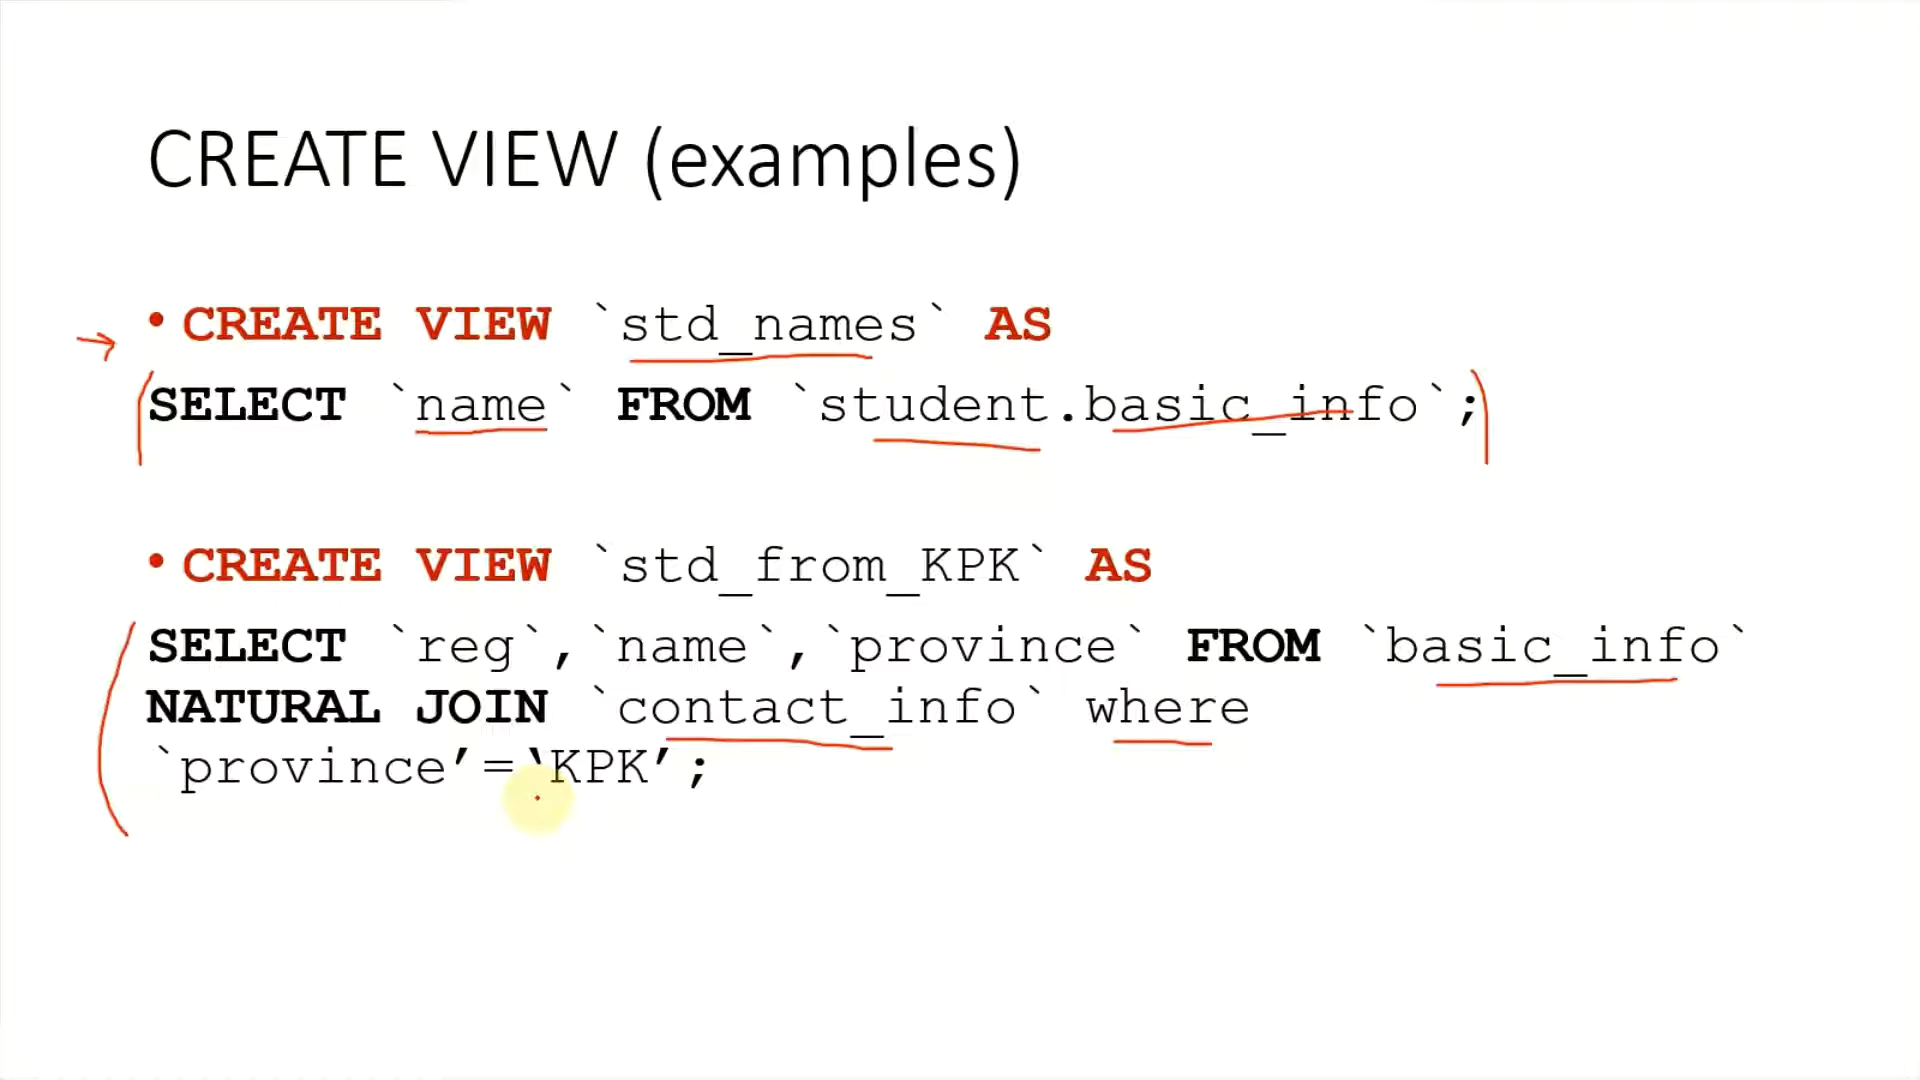 CREATE VIEW (examples)
• CREATE VIEW `std_names` AS
SELECT `name` FROM `student.basic_info`;
• CREATE VIEW `std_from_KPK` AS
SELECT `reg`,`name`,`province` FROM `basic_info`
NATURAL JOIN `contact_info` where
`province’=‘KPK’;